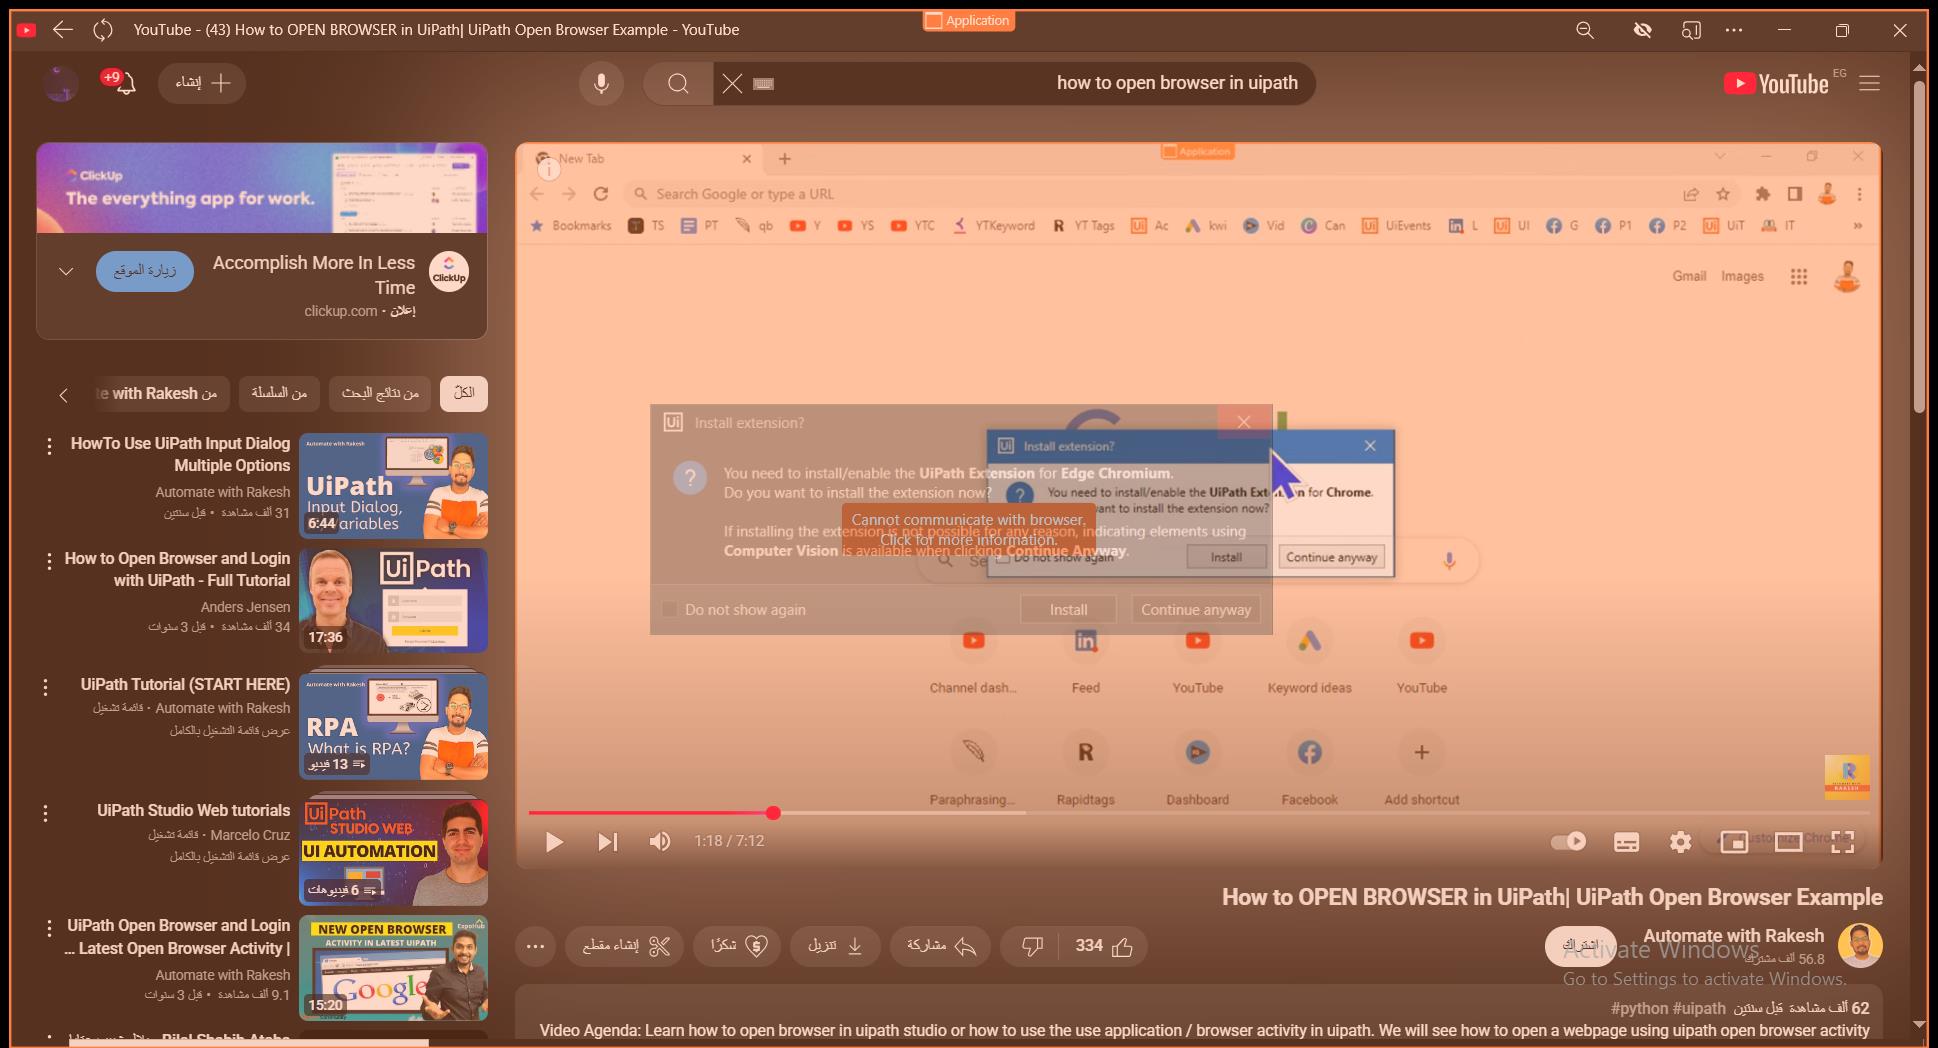 YouTube - (43) How to OPEN BROWSER in UiPath| UiPath Open Browser Example - YouTube
Application
+9
إنشاء
how to open browser in uipath
YouTube
EG
ClickUp
The everything app for work.
زيارة الموقع
Accomplish More In Less
Time
إعلان • clickup.com
ClickUp
الكلّ
من نتائج البحث
من السلسلة
من te with Rakesh
HowTo Use UiPath Input Dialog
Multiple Options
Automate with Rakesh
31 ألف مشاهدة • قبل سنتين
Automate with Rakesh
UiPath
Input Dialog,
ariables
6:44
How to Open Browser and Login
with UiPath - Full Tutorial
Anders Jensen
34 ألف مشاهدة • قبل 3 سنوات
UiPath
17:36
UiPath Tutorial (START HERE)
Automate with Rakesh • قائمة تشغيل
عرض قائمة التشغيل بالكامل
Automate with Rakesh
RPA
What is RPA?
13 فيديو
UiPath Studio Web tutorials
Marcelo Cruz • قائمة تشغيل
عرض قائمة التشغيل بالكامل
UiPath
STUDIO WEB
UI AUTOMATION
6 فيديوهات
UiPath Open Browser and Login
... Latest Open Browser Activity |
Automate with Rakesh
9.1 ألف مشاهدة • قبل 3 سنوات
ExpoHub
NEW OPEN BROWSER
ACTIVITY IN LATEST UIPATH
Google
15:20
New Tab
Application
Search Google or type a URL
Bookmarks TS PT qb Y YS YTC YTKeyword YT Tags Ac kwi Vid Can UiEvents L UI G P1 P2 UiT IT »
Gmail Images
Install extension?
You need to install/enable the UiPath Extension for Edge Chromium.
Do you want to install the extension now?
If installing the extension is not possible for any reason, indicating elements using
Computer Vision is available when clicking Continue Anyway.
Do not show again
Install
Continue anyway
Install extension?
You need to install/enable the UiPath Ext n for Chrome.
want to install the extension now?
Do not show again
Install
Continue anyway
Cannot communicate with browser.
Click for more information.
Se
Channel dash...
Feed
YouTube
Keyword ideas
YouTube
Paraphrasing...
Rapidtags
Dashboard
Facebook
Add shortcut
R
RAKESH
1:18 / 7:12
Customize Chrome
How to OPEN BROWSER in UiPath| UiPath Open Browser Example
Automate with Rakesh
56.8 ألف مشترك
اشتراك
334
مشاركة
تنزيل
شكرًا
إنشاء مقطع
Activate Windows
Go to Settings to activate Windows.
62 ألف مشاهدة قبل سنتين #python #uipath
Video Agenda: Learn how to open browser in uipath studio or how to use the use application / browser activity in uipath. We will see how to open a webpage using uipath open browser activity